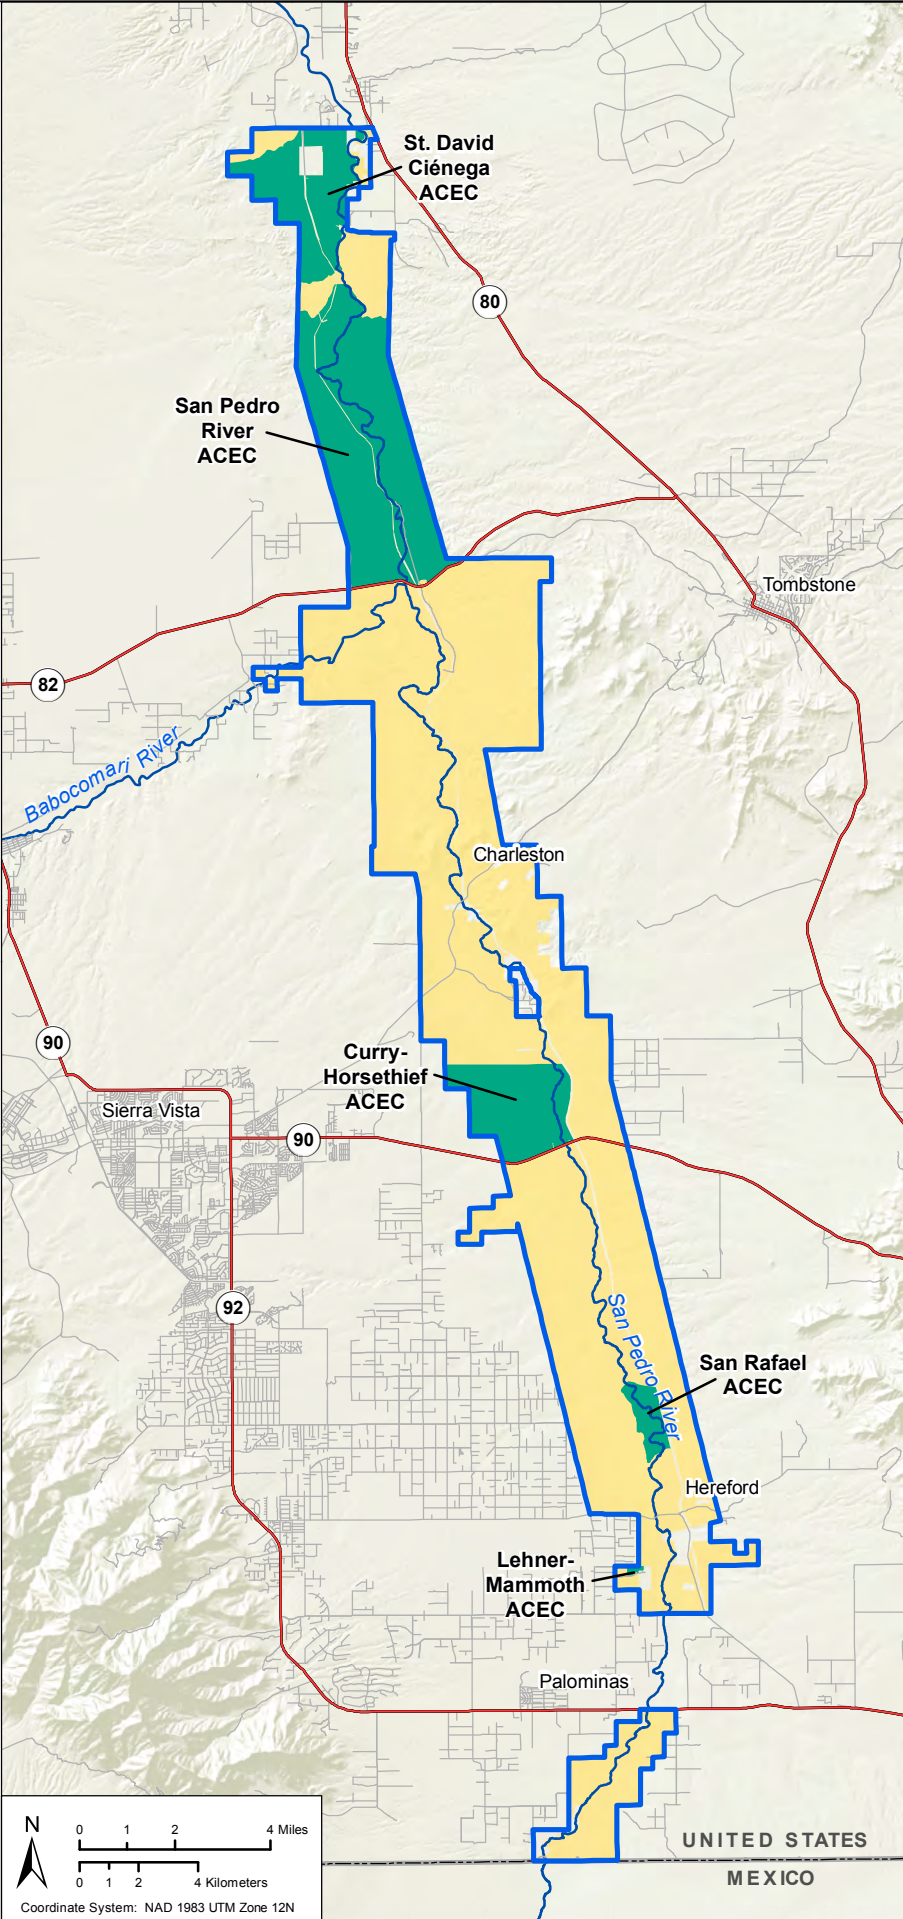 St. David
Ciénega
ACEC
80
San Pedro
River
ACEC
Tombstone
82
Babocomari River
Charleston
90
Curry-
Horsethief
ACEC
Sierra Vista
90
92
San Pedro River
San Rafael
ACEC
Hereford
Lehner-
Mammoth
ACEC
Palominas
N
0 1 2 4 Miles
0 1 2 4 Kilometers
Coordinate System: NAD 1983 UTM Zone 12N
UNITED STATES
MEXICO